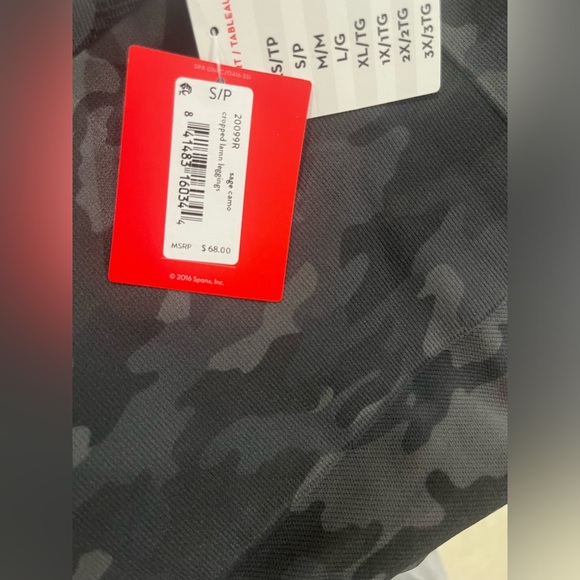 T / TABLEAU
S/TP
S/P
M/M
L/G
XL/TG
1X/1TG
2X/2TG
3X/3TG
S/P
20099R
sage camo
cropped lamn leggings
8 41483 16034 4
MSRP $ 68.00
© 2016 Spanx, Inc.